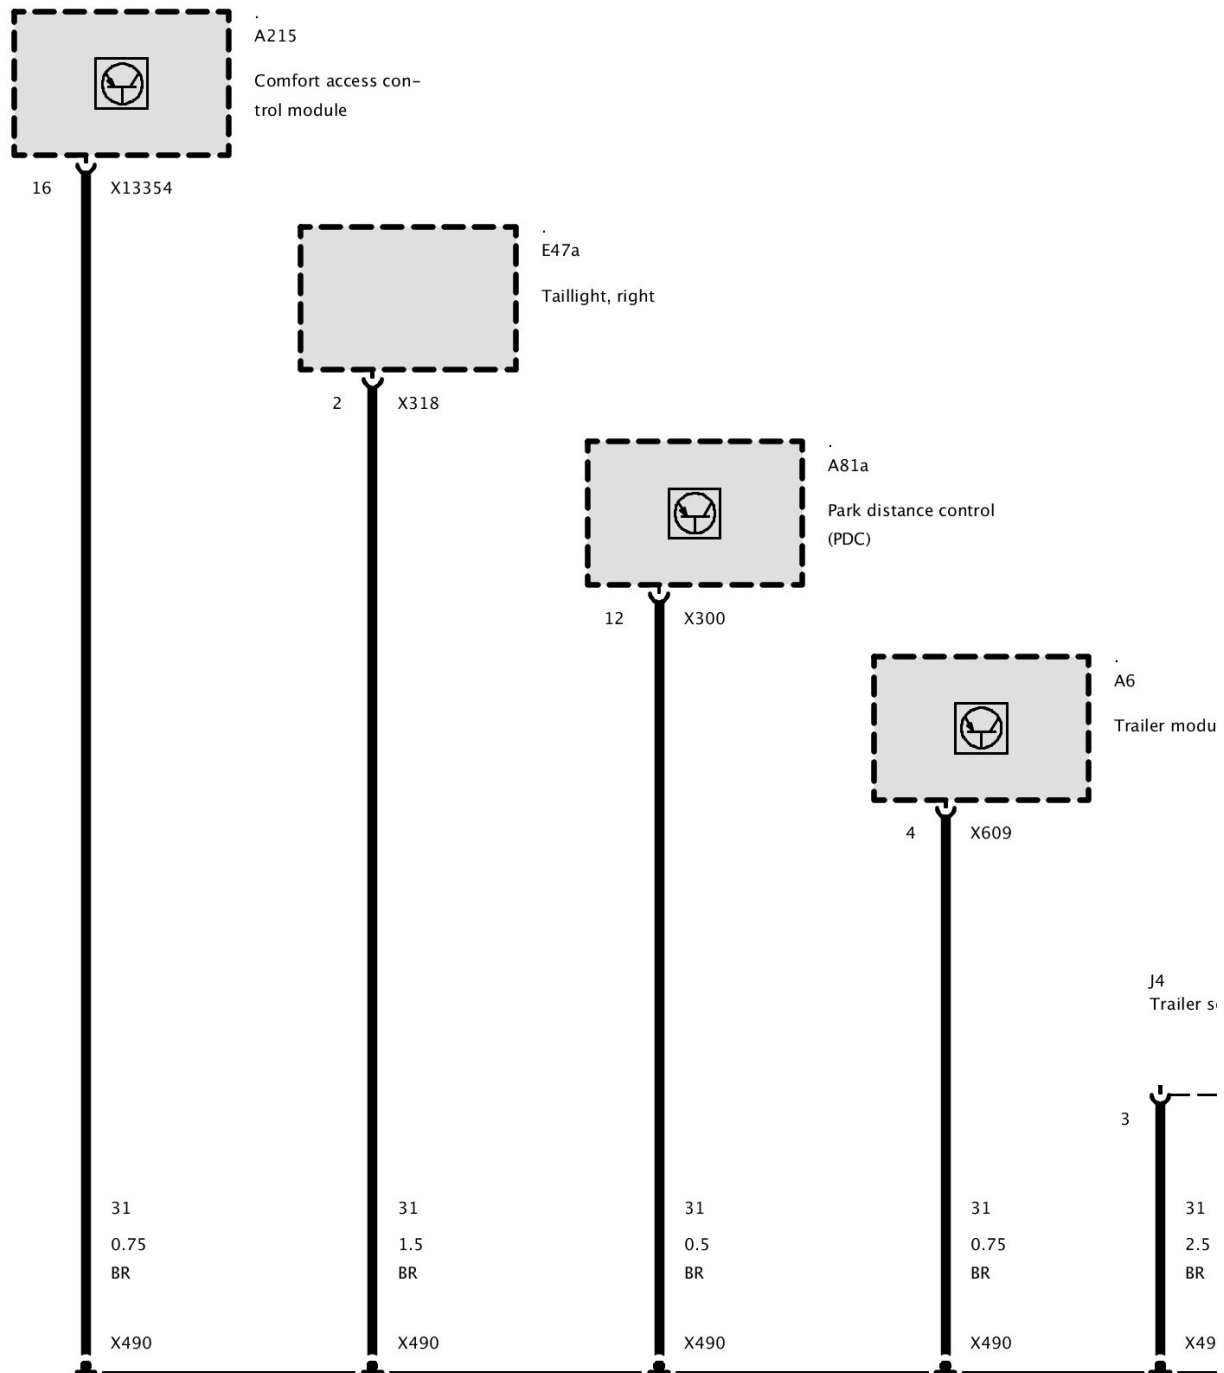 A215
Comfort access con-
trol module
16 X13354
E47a
Taillight, right
2 X318
A81a
Park distance control
(PDC)
12 X300
A6
Trailer modu
4 X609
J4
Trailer s
3
31 31 31 31 31
0.75 1.5 0.5 0.75 2.5
BR BR BR BR BR
X490 X490 X490 X490 X49